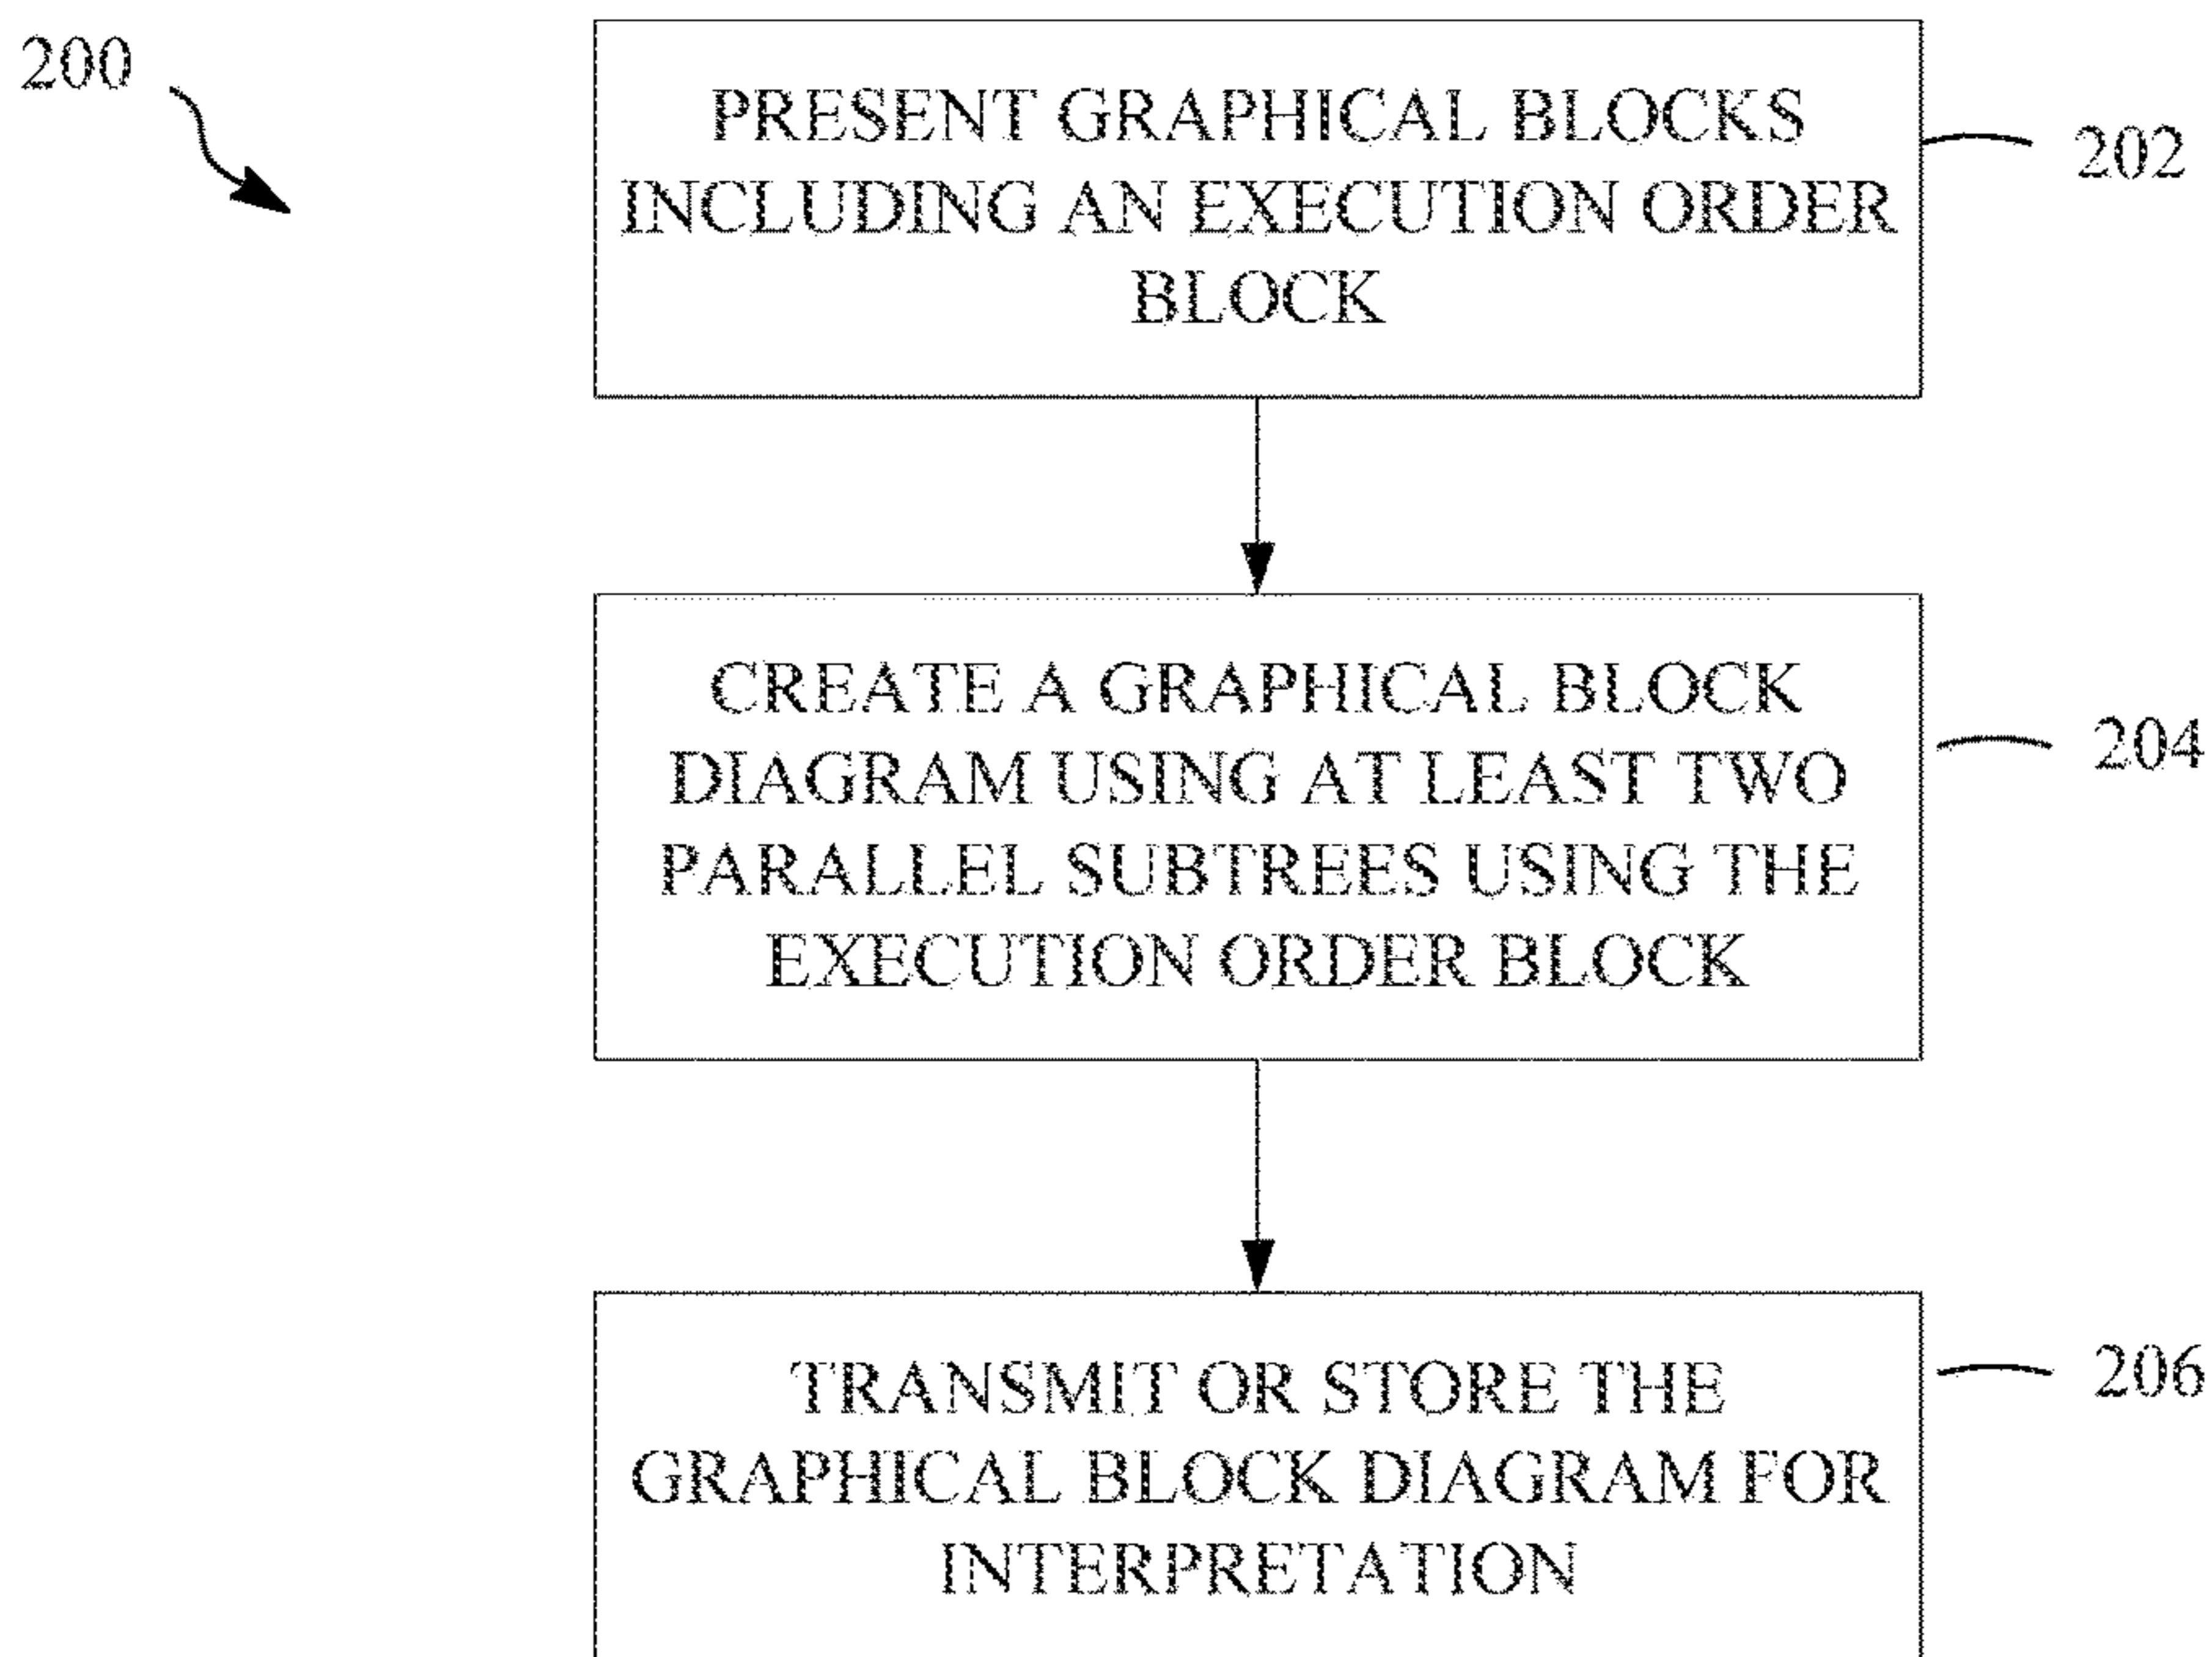 200
PRESENT GRAPHICAL BLOCKS
INCLUDING AN EXECUTION ORDER
BLOCK
202
CREATE A GRAPHICAL BLOCK
DIAGRAM USING AT LEAST TWO
PARALLEL SUBTREES USING THE
EXECUTION ORDER BLOCK
204
TRANSMIT OR STORE THE
GRAPHICAL BLOCK DIAGRAM FOR
INTERPRETATION
206